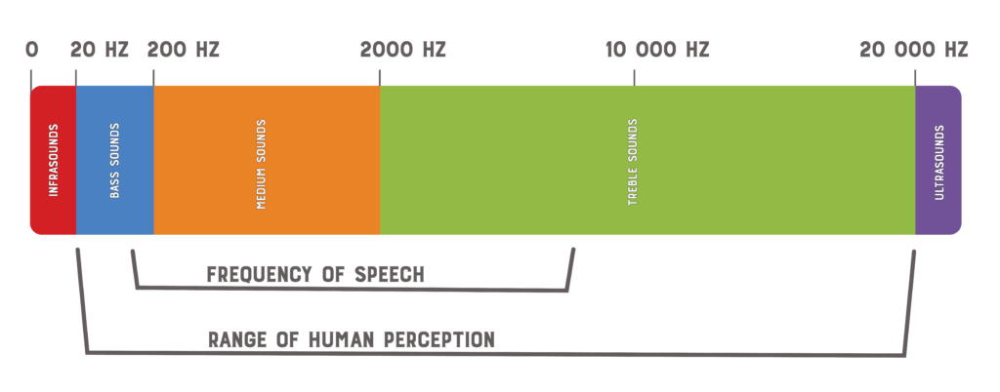 0 20 HZ 200 HZ 2000 HZ 10 000 HZ 20 000 HZ
INFRASOUNDS
BASS SOUNDS
MEDIUM SOUNDS
TREBLE SOUNDS
ULTRASOUNDS
FREQUENCY OF SPEECH
RANGE OF HUMAN PERCEPTION